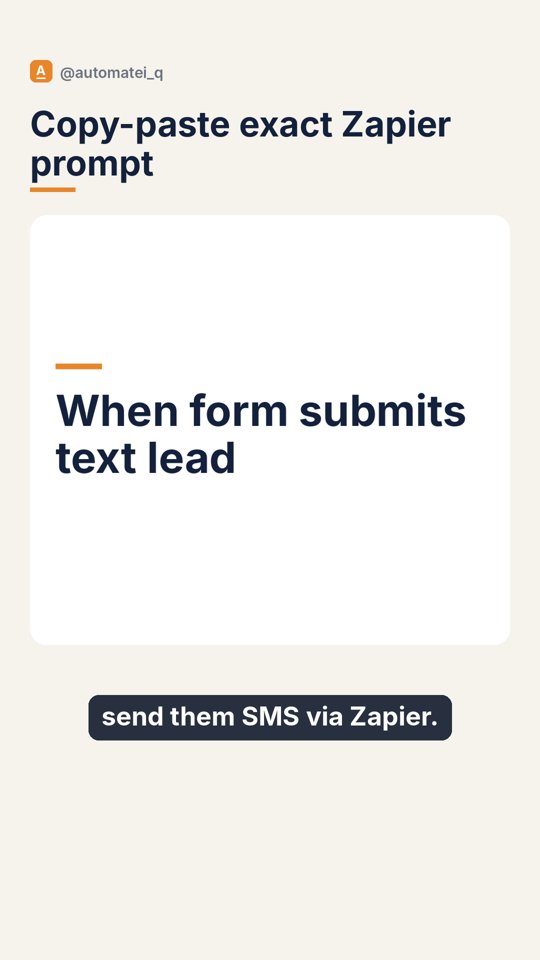 A @automatei_q
Copy-paste exact Zapier
prompt
When form submits
text lead
send them SMS via Zapier.